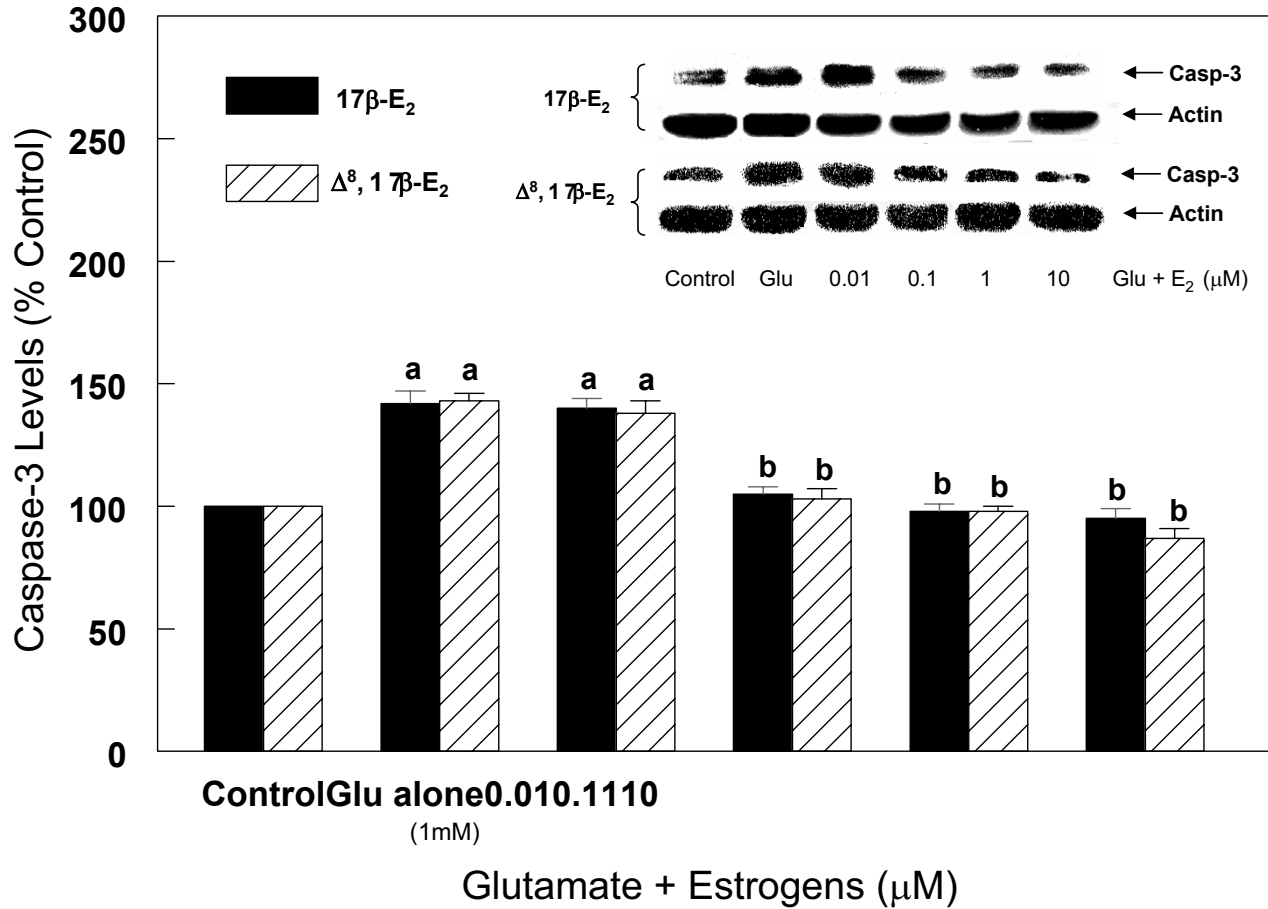 300
250
200
150
100
50
0
Caspase-3 Levels (% Control)
17β-E2
Δ8, 1 7β-E2
17β-E2
Casp-3
Actin
Δ8, 1 7β-E2
Casp-3
Actin
Control Glu 0.01 0.1 1 10 Glu + E2 (μM)
a a a a b b b b b b
ControlGlu alone0.010.1110
(1mM)
Glutamate + Estrogens (μM)